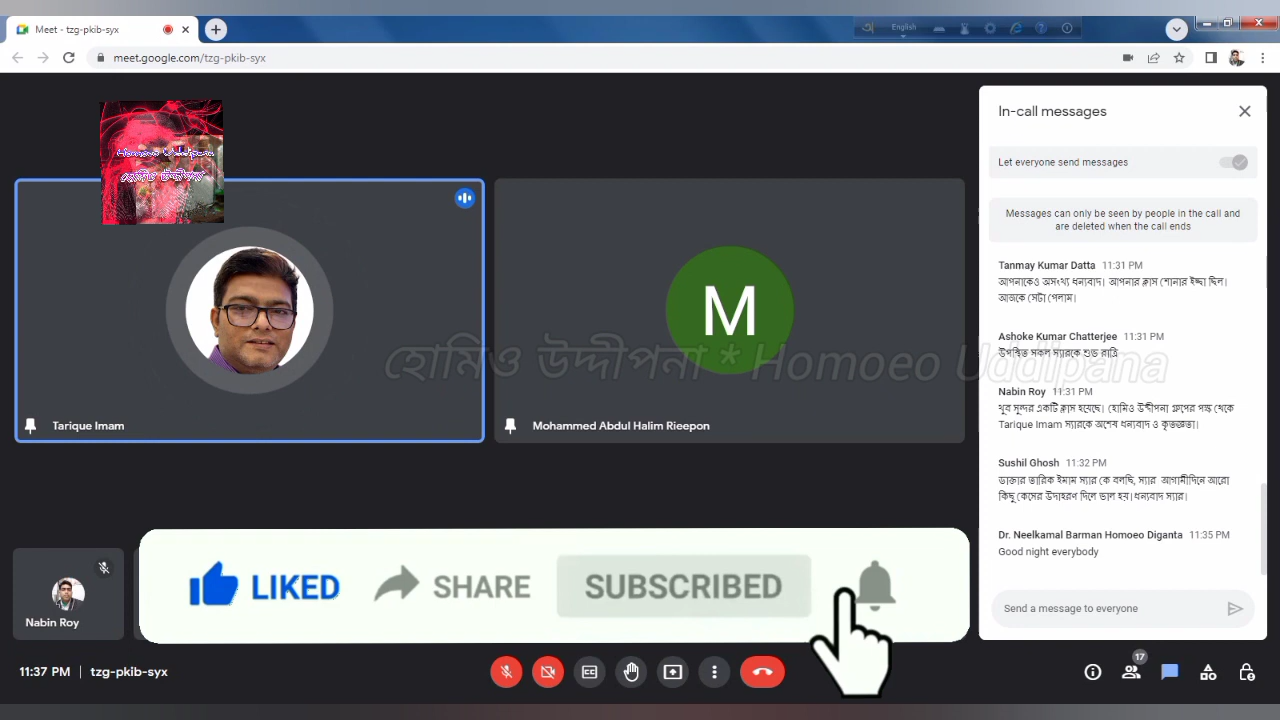 Meet - tzg-pkib-syx
English
meet.google.com/tzg-pkib-syx
Homoeo Uddipana
হোমিও উদ্দীপনা
In-call messages
Let everyone send messages
Messages can only be seen by people in the call and
are deleted when the call ends
Tanmay Kumar Datta 11:31 PM
আপনাকেও অসংখ্য ধন্যবাদ। আপনার ক্লাস শোনার ইচ্ছা ছিল।
আজকে সেটা পেলাম।
Ashoke Kumar Chatterjee 11:31 PM
উপস্থিত সকল স্যারকে শুভ রাত্রি
Nabin Roy 11:31 PM
খুব সুন্দর একটি ক্লাস হয়েছে। হোমিও উদ্দীপনা গ্রুপের পক্ষ থেকে
Tarique Imam স্যারকে অশেষ ধন্যবাদ ও কৃতজ্ঞতা।
Sushil Ghosh 11:32 PM
ডাক্তার তারিক ইমাম স্যার কে বলছি, স্যার আগামীদিনে আরো
কিছু কেসের উদাহরণ দিলে ভাল হয়। ধন্যবাদ স্যার।
Dr. Neelkamal Barman Homoeo Diganta 11:35 PM
Good night everybody
Send a message to everyone
M
হোমিও উদ্দীপনা * Homoeo Uddipana
Tarique Imam
Mohammed Abdul Halim Rieepon
Nabin Roy
LIKED SHARE SUBSCRIBED
11:37 PM | tzg-pkib-syx
17